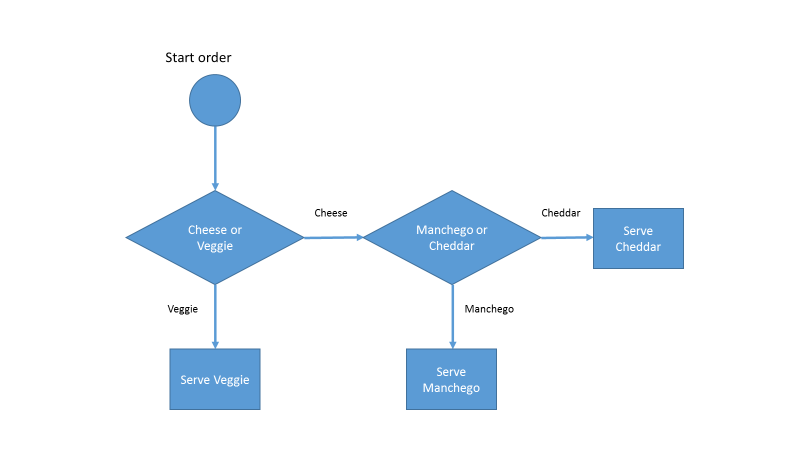 Start order
Cheese or
Veggie
Cheese
Manchego or
Cheddar
Cheddar
Serve
Cheddar
Veggie
Manchego
Serve Veggie
Serve
Manchego